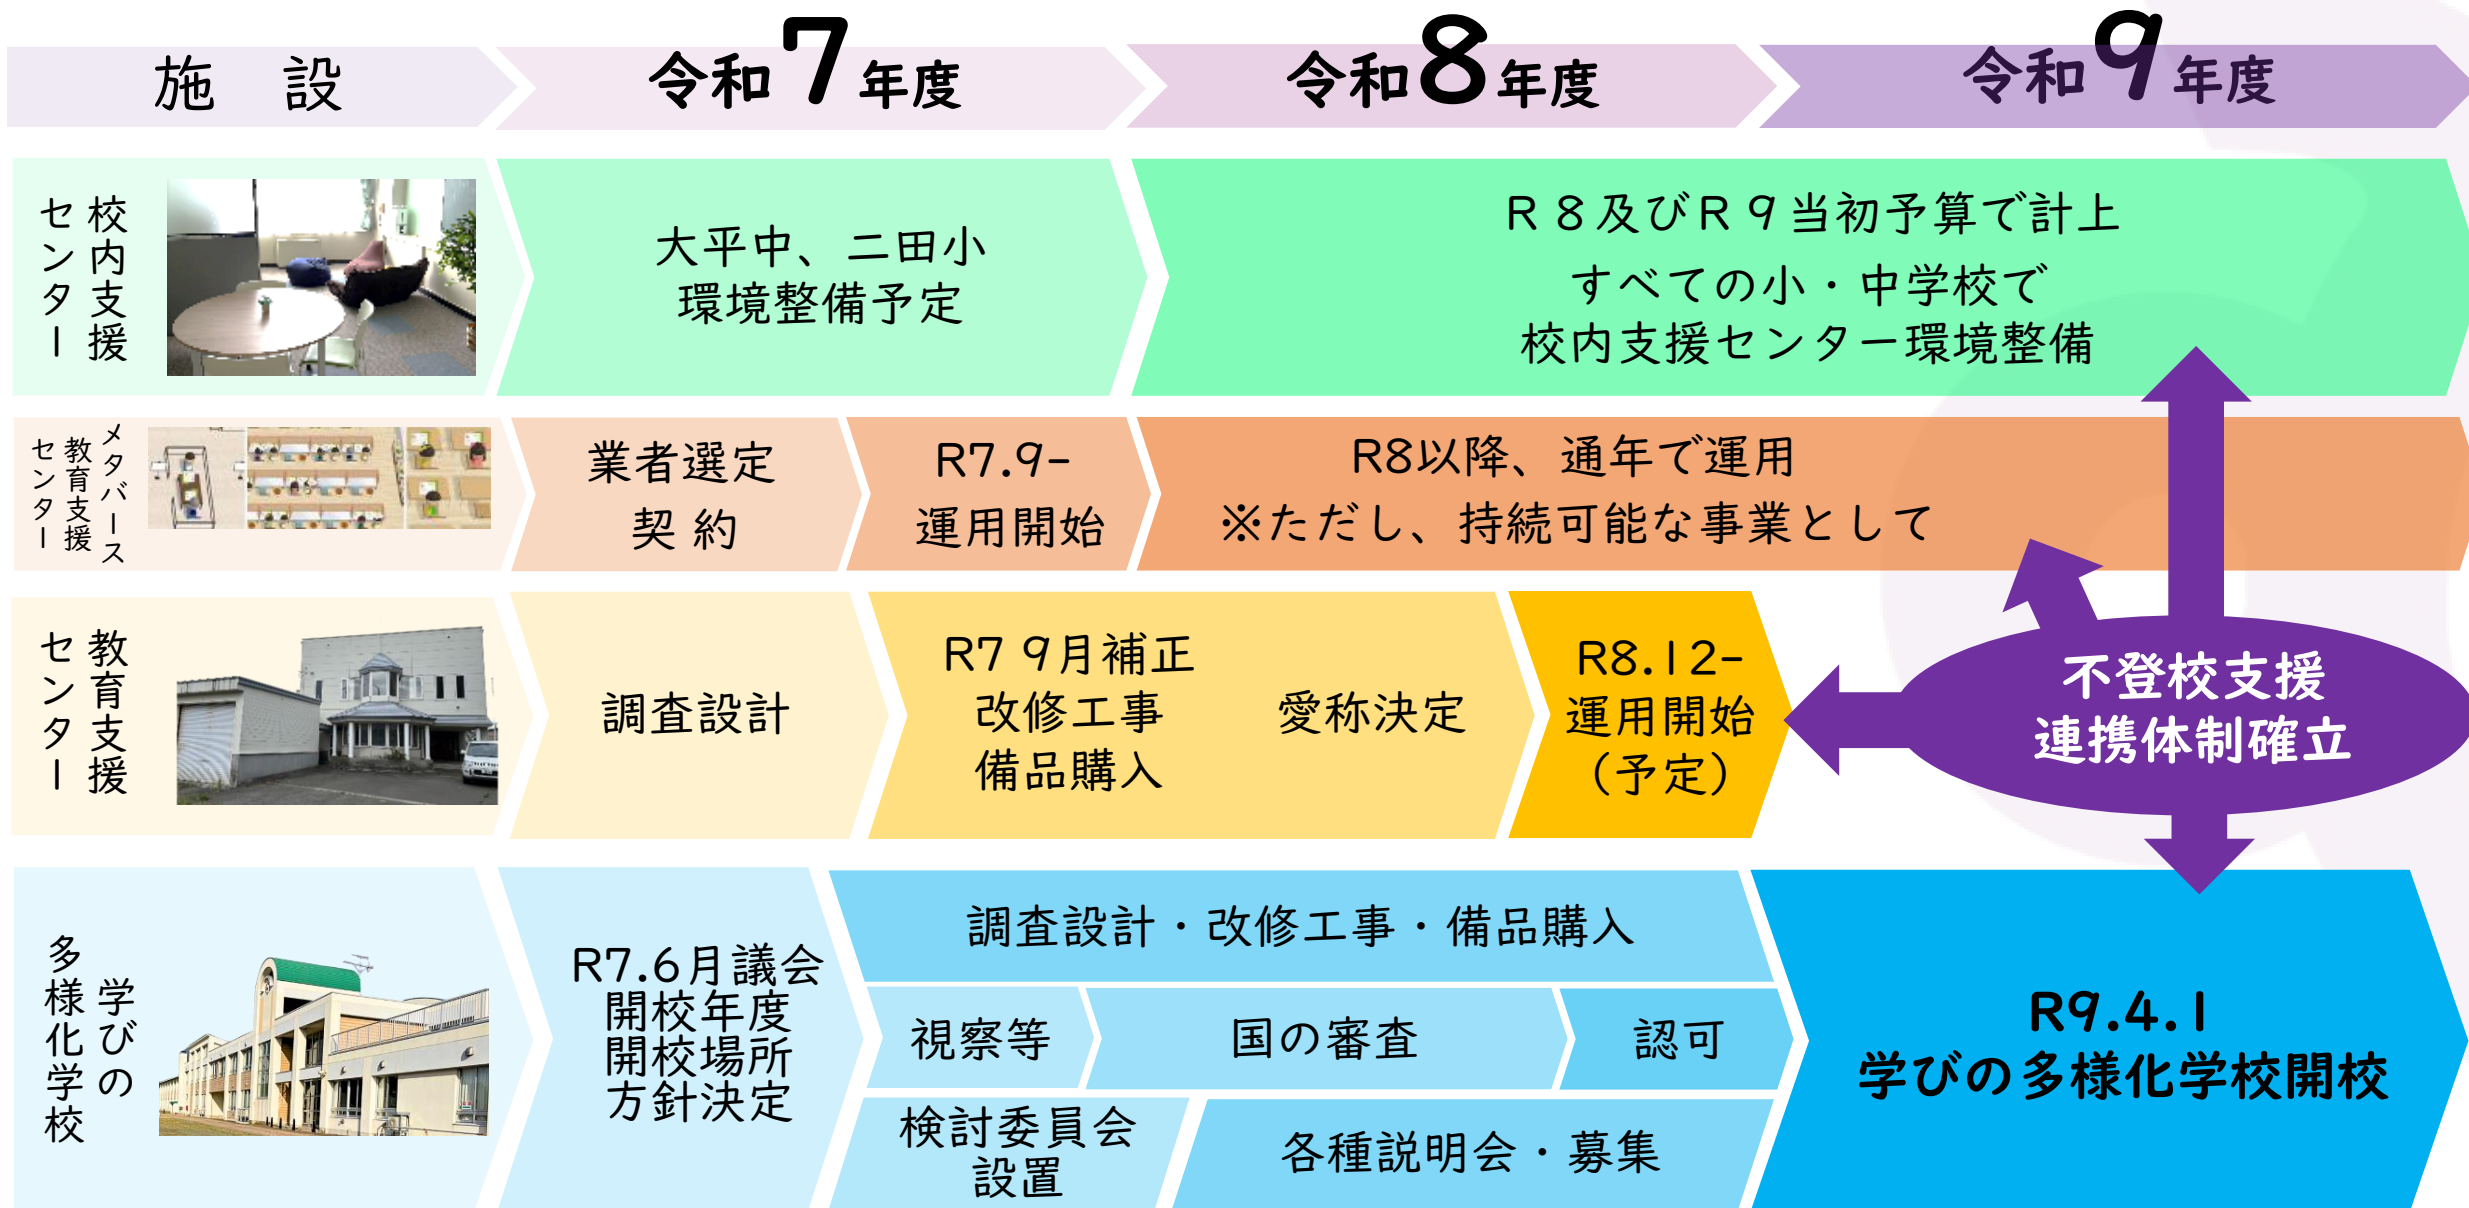 施　設
令和7年度
令和8年度
令和9年度
校内支援
センター
大平中、二田小
環境整備予定
R８及びR９当初予算で計上
すべての小・中学校で
校内支援センター環境整備
メタバース
教育支援
センター
業者選定
契 約
R7.9-
運用開始
R8以降、通年で運用
※ただし、持続可能な事業として
教育支援
センター
調査設計
R7 9月補正
改修工事
備品購入
愛称決定
R8.12-
運用開始
（予定）
不登校支援
連携体制確立
学びの
多様化学校
R7.6月議会
開校年度
開校場所
方針決定
調査設計・改修工事・備品購入
視察等
国の審査
認可
検討委員会
設置
各種説明会・募集
R9.4.1
学びの多様化学校開校